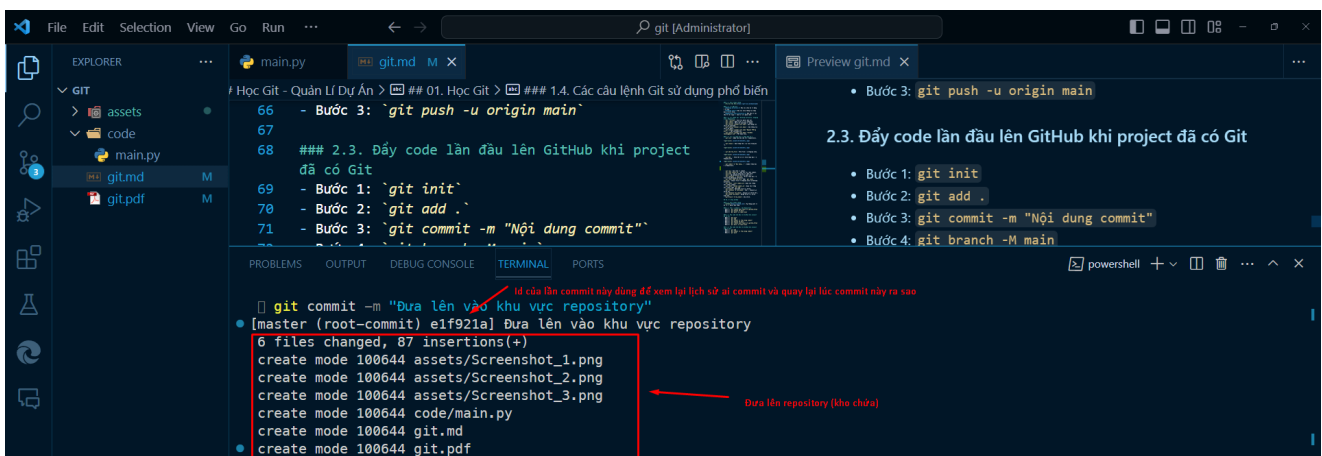 File Edit Selection View Go Run ··· git [Administrator]
EXPLORER ···
GIT
assets
code
main.py
git.md M
git.pdf M
3
main.py git.md M ···
# Học Git - Quản Lí Dự Án > ## 01. Học Git > ### 1.4. Các câu lệnh Git sử dụng phổ biến
66 - Bước 3: `git push -u origin main`
67
68 ### 2.3. Đẩy code lần đầu lên GitHub khi project
đã có Git
69 - Bước 1: `git init`
70 - Bước 2: `git add .`
71 - Bước 3: `git commit -m "Nội dung commit"`
Preview git.md ···
• Bước 3: git push -u origin main
2.3. Đẩy code lần đầu lên GitHub khi project đã có Git
• Bước 1: git init
• Bước 2: git add .
• Bước 3: git commit -m "Nội dung commit"
• Bước 4: git branch -M main
PROBLEMS OUTPUT DEBUG CONSOLE TERMINAL PORTS powershell ···
Id của lần commit này dùng để xem lại lịch sử ai commit và quay lại lúc commit này ra sao
git commit -m "Đưa lên vào khu vực repository"
[master (root-commit) e1f921a] Đưa lên vào khu vực repository
6 files changed, 87 insertions(+)
create mode 100644 assets/Screenshot_1.png
create mode 100644 assets/Screenshot_2.png
create mode 100644 assets/Screenshot_3.png
Đưa lên repository (kho chứa)
create mode 100644 code/main.py
create mode 100644 git.md
create mode 100644 git.pdf